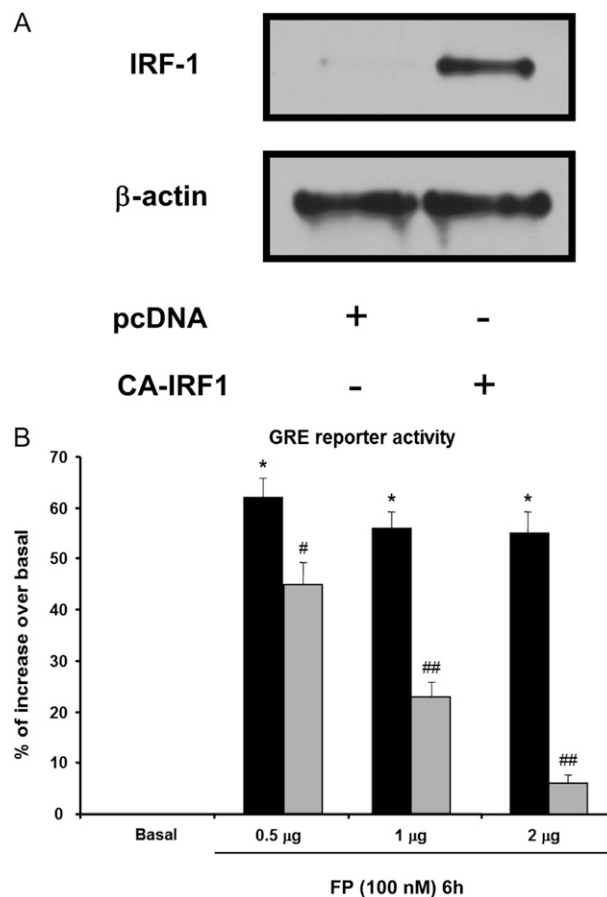 A
IRF-1
β-actin
pcDNA + -
CA-IRF1 - +
B
GRE reporter activity
% of increase over basal
70
60
50
40
30
20
10
0
* # * ## * ##
Basal 0.5 μg 1 μg 2 μg
FP (100 nM) 6h